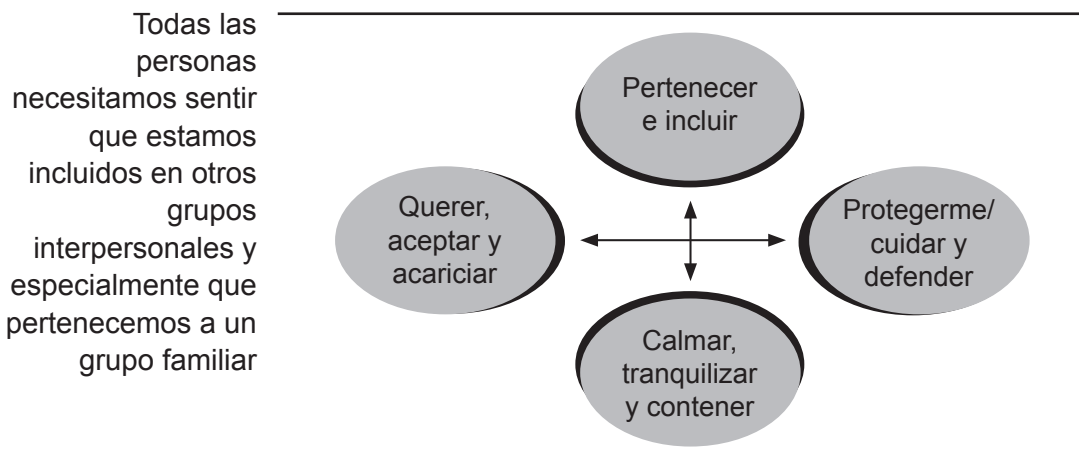 Todas las
personas
necesitamos sentir
que estamos
incluidos en otros
grupos
interpersonales y
especialmente que
pertenecemos a un
grupo familiar
Pertenecer
e incluir
Querer,
aceptar y
acariciar
Protegerme/
cuidar y
defender
Calmar,
tranquilizar
y contener